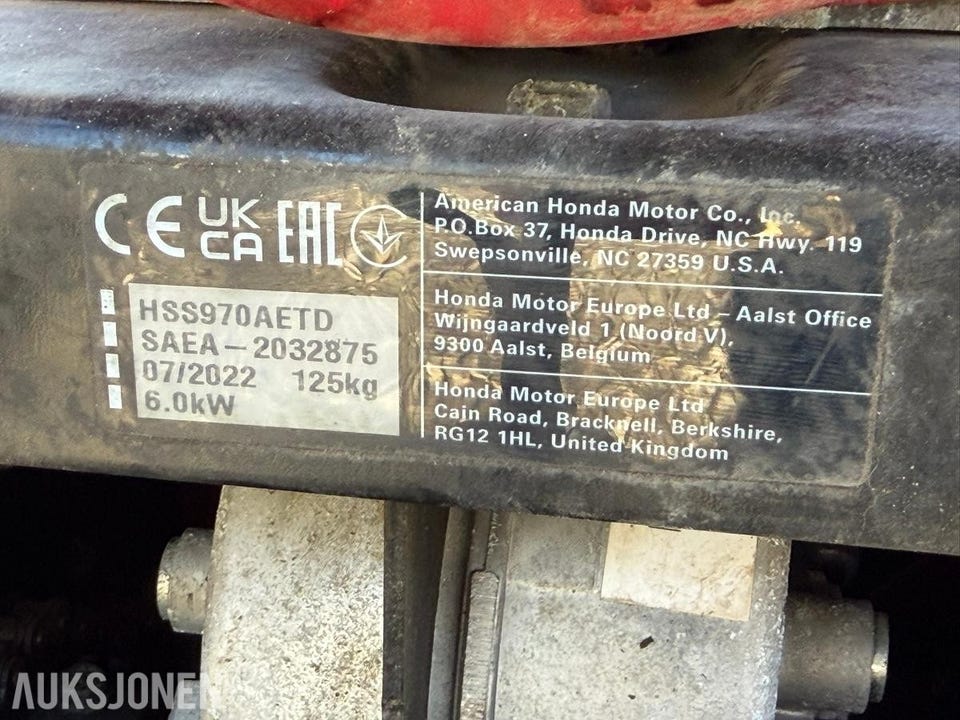 CE UK CA EAC
HSS970AETD
SAEA-2032875
07/2022 125kg
6.0kW
American Honda Motor Co., Inc.
P.O.Box 37, Honda Drive, NC Hwy. 119
Swepsonville, NC 27359 U.S.A.
Honda Motor Europe Ltd - Aalst Office
Wijngaardveld 1 (Noord V),
9300 Aalst, Belgium
Honda Motor Europe Ltd
Cain Road, Bracknell, Berkshire,
RG12 1HL, United Kingdom
AUKSJONEN